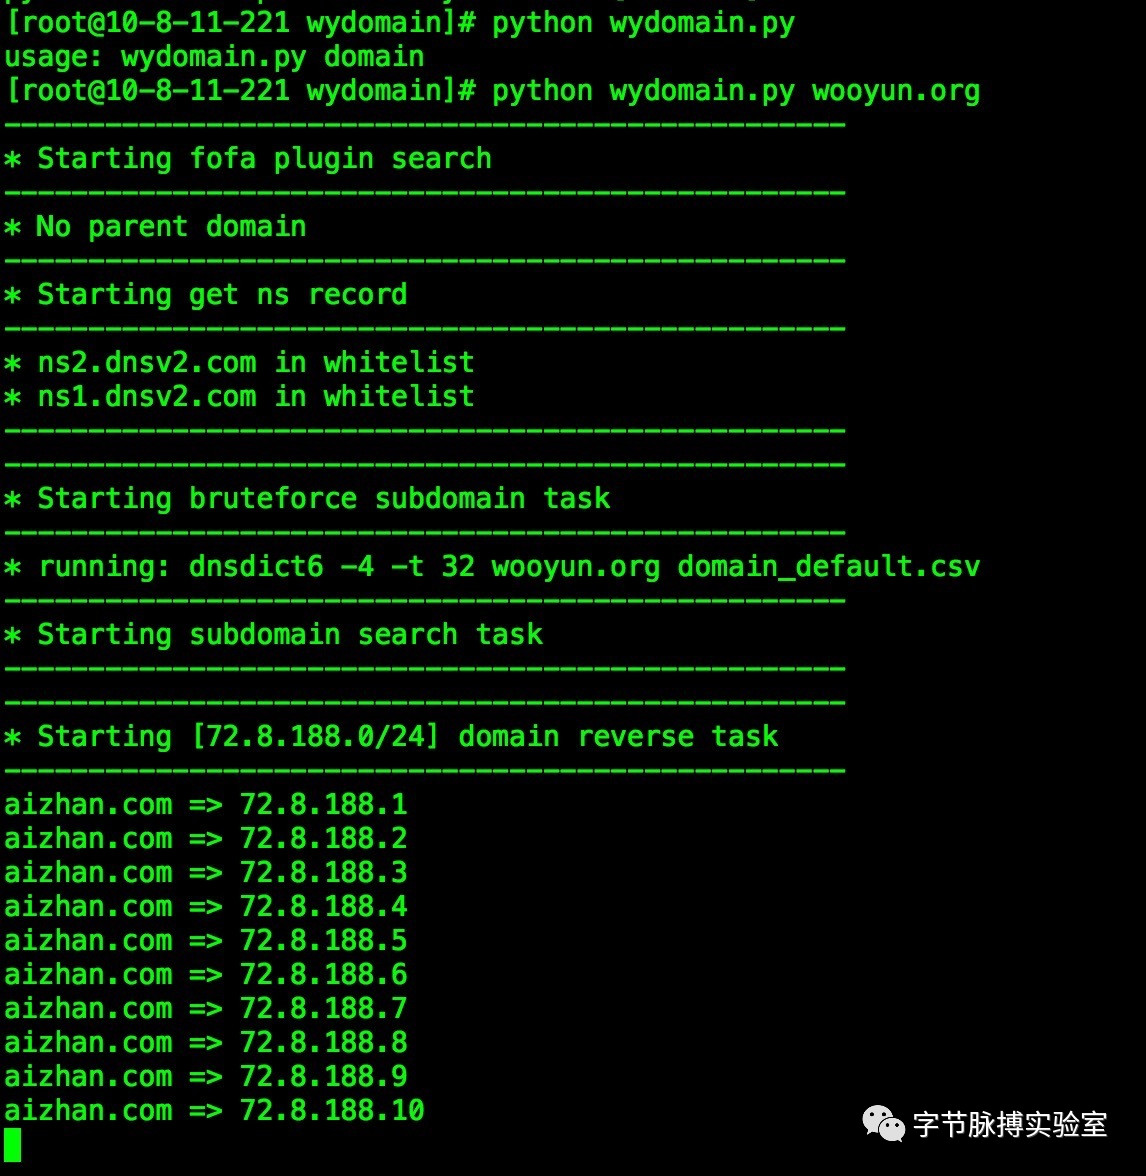 [root@10-8-11-221 wydomain]# python wydomain.py
usage: wydomain.py domain
[root@10-8-11-221 wydomain]# python wydomain.py wooyun.org
--------------------------------------------------
* Starting fofa plugin search
--------------------------------------------------
* No parent domain
--------------------------------------------------
* Starting get ns record
--------------------------------------------------
* ns2.dnsv2.com in whitelist
* ns1.dnsv2.com in whitelist
--------------------------------------------------
--------------------------------------------------
* Starting bruteforce subdomain task
--------------------------------------------------
* running: dnsdict6 -4 -t 32 wooyun.org domain_default.csv
--------------------------------------------------
* Starting subdomain search task
--------------------------------------------------
--------------------------------------------------
* Starting [72.8.188.0/24] domain reverse task
--------------------------------------------------
aizhan.com => 72.8.188.1
aizhan.com => 72.8.188.2
aizhan.com => 72.8.188.3
aizhan.com => 72.8.188.4
aizhan.com => 72.8.188.5
aizhan.com => 72.8.188.6
aizhan.com => 72.8.188.7
aizhan.com => 72.8.188.8
aizhan.com => 72.8.188.9
aizhan.com => 72.8.188.10
字节脉搏实验室